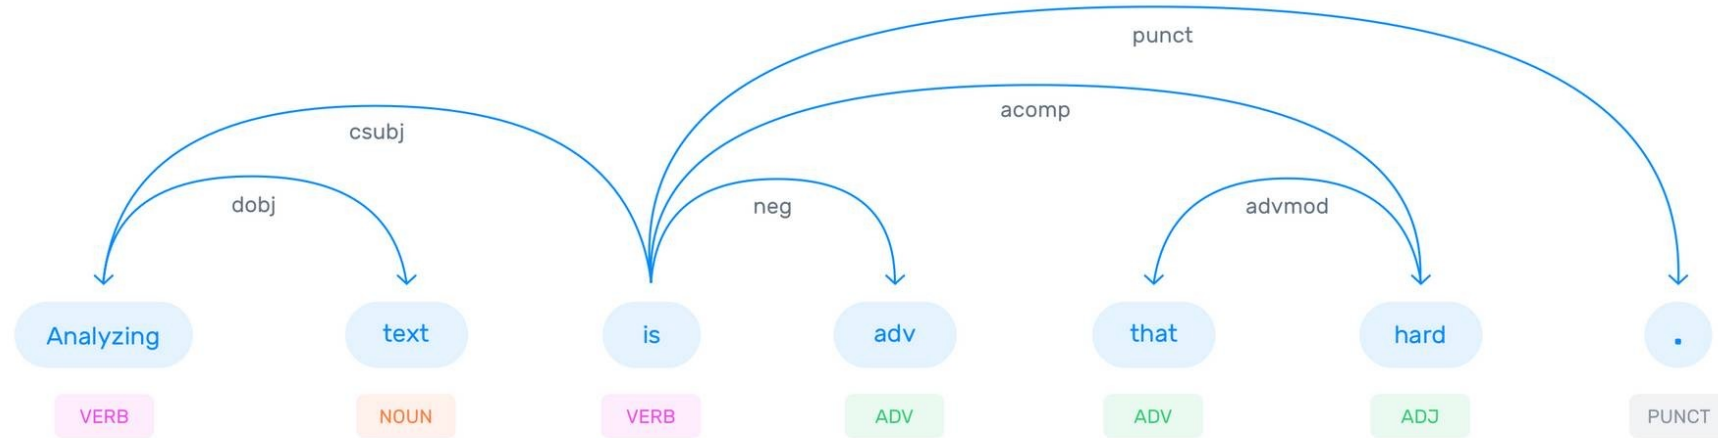 punct
acomp
csubj
dobj neg advmod
Analyzing text is adv that hard .
VERB NOUN VERB ADV ADV ADJ PUNCT